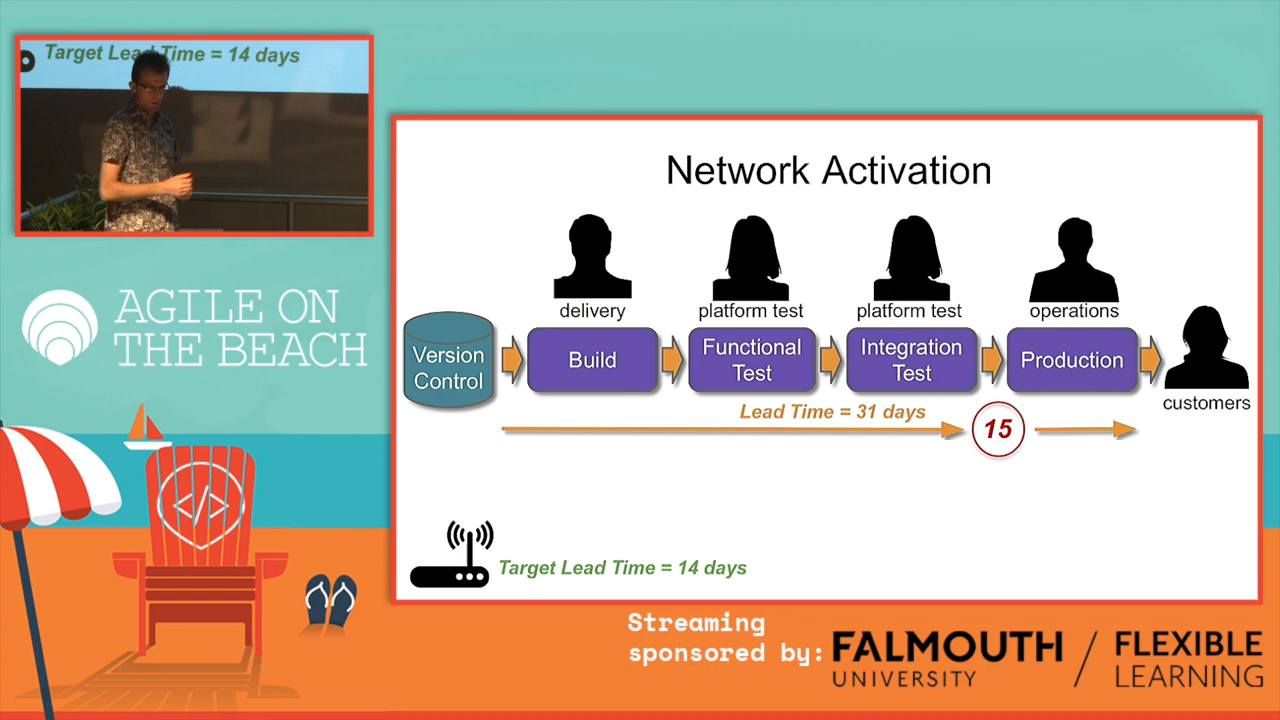 Target Lead Time = 14 days
AGILE ON
THE BEACH
</>
Network Activation
delivery
platform test
platform test
operations
Version
Control
Build
Functional
Test
Integration
Test
Production
customers
Lead Time = 31 days
15
Target Lead Time = 14 days
Streaming
sponsored by:
FALMOUTH
UNIVERSITY
/
FLEXIBLE
LEARNING